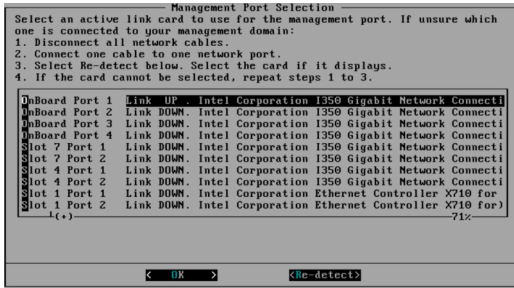 Management Port Selection
Select an active link card to use for the management port. If unsure which
one is connected to your management domain:
1. Disconnect all network cables.
2. Connect one cable to one network port.
3. Select Re-detect below. Select the card if it displays.
4. If the card cannot be selected, repeat steps 1 to 3.
OnBoard Port 1 Link UP . Intel Corporation I350 Gigabit Network Connecti
OnBoard Port 2 Link DOWN. Intel Corporation I350 Gigabit Network Connecti
OnBoard Port 3 Link DOWN. Intel Corporation I350 Gigabit Network Connecti
OnBoard Port 4 Link DOWN. Intel Corporation I350 Gigabit Network Connecti
Slot 7 Port 1 Link DOWN. Intel Corporation I350 Gigabit Network Connecti
Slot 7 Port 2 Link DOWN. Intel Corporation I350 Gigabit Network Connecti
Slot 4 Port 1 Link DOWN. Intel Corporation I350 Gigabit Network Connecti
Slot 4 Port 2 Link DOWN. Intel Corporation I350 Gigabit Network Connecti
Slot 1 Port 1 Link DOWN. Intel Corporation Ethernet Controller X710 for
Slot 1 Port 2 Link DOWN. Intel Corporation Ethernet Controller X710 for)
(+) 71%
< OK > <Re-detect>